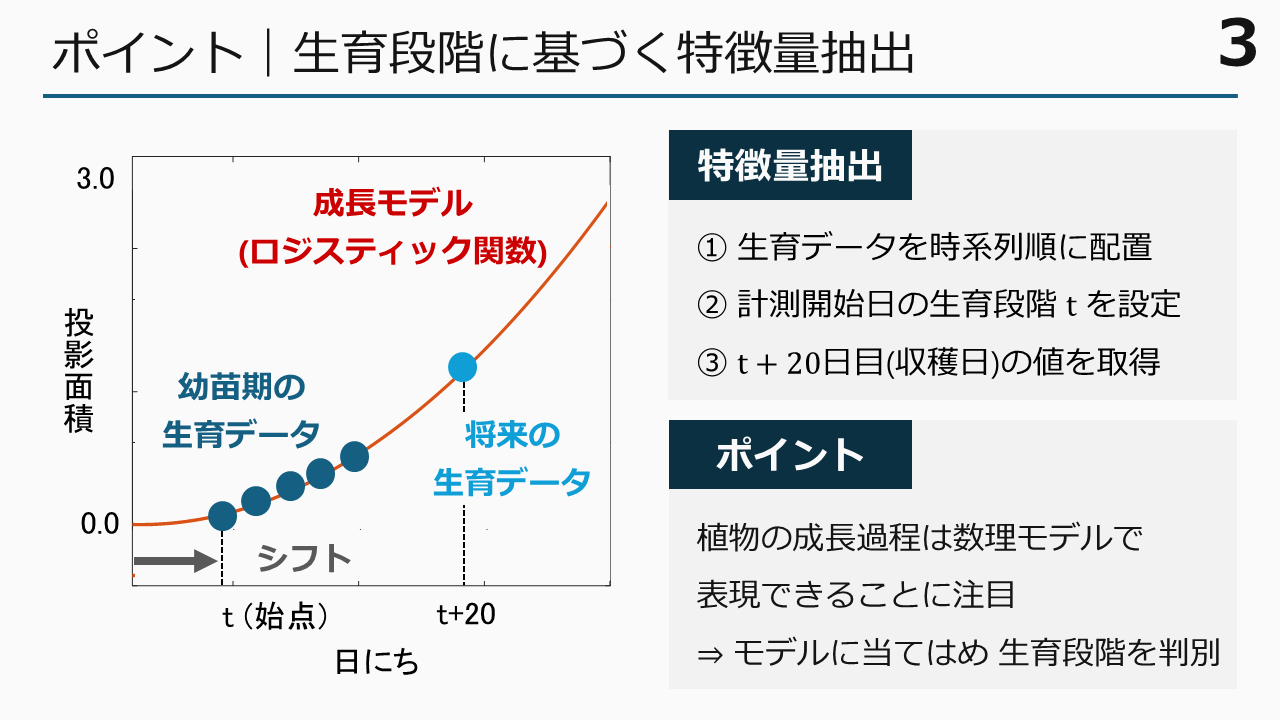 ポイント｜生育段階に基づく特徴量抽出
3
3.0
成長モデル
(ロジスティック関数)
投影面積
幼苗期の
生育データ
将来の
生育データ
0.0
シフト
t (始点)
t+20
日にち
特徴量抽出
① 生育データを時系列順に配置
② 計測開始日の生育段階 t を設定
③ t + 20日目(収穫日)の値を取得
ポイント
植物の成長過程は数理モデルで
表現できることに注目
⇒ モデルに当てはめ 生育段階を判別